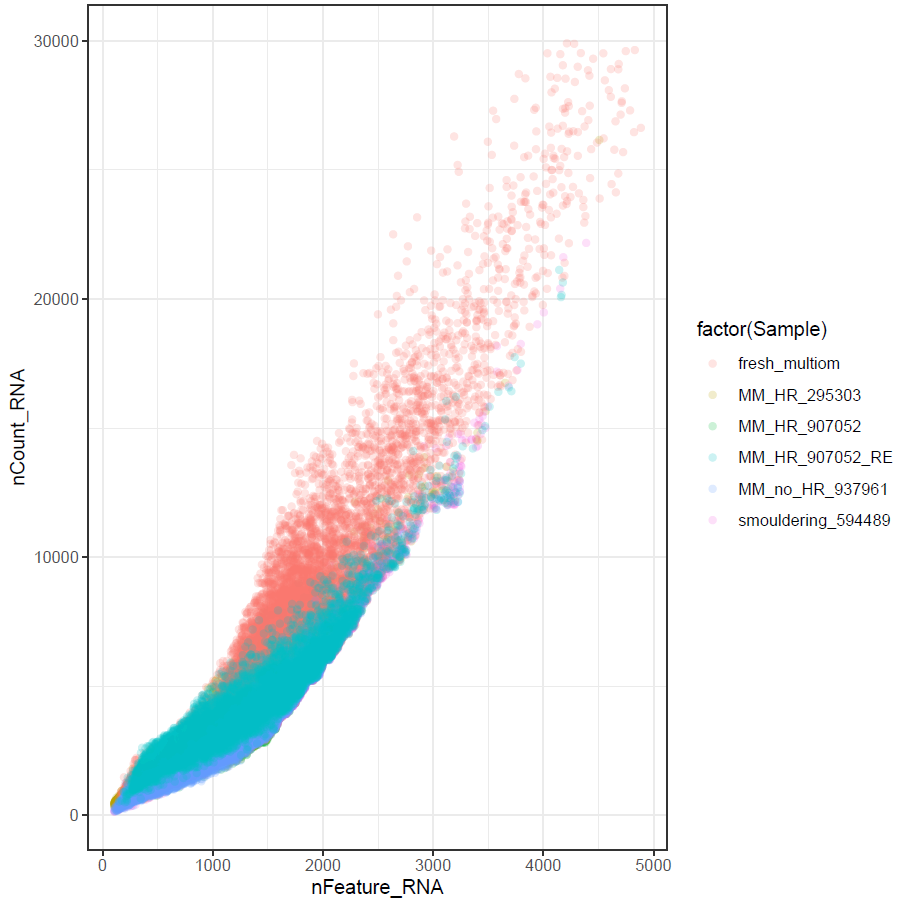 30000
20000
10000
0
nCount_RNA
0 1000 2000 3000 4000 5000
nFeature_RNA
factor(Sample)
fresh_multiom
MM_HR_295303
MM_HR_907052
MM_HR_907052_RE
MM_no_HR_937961
smouldering_594489